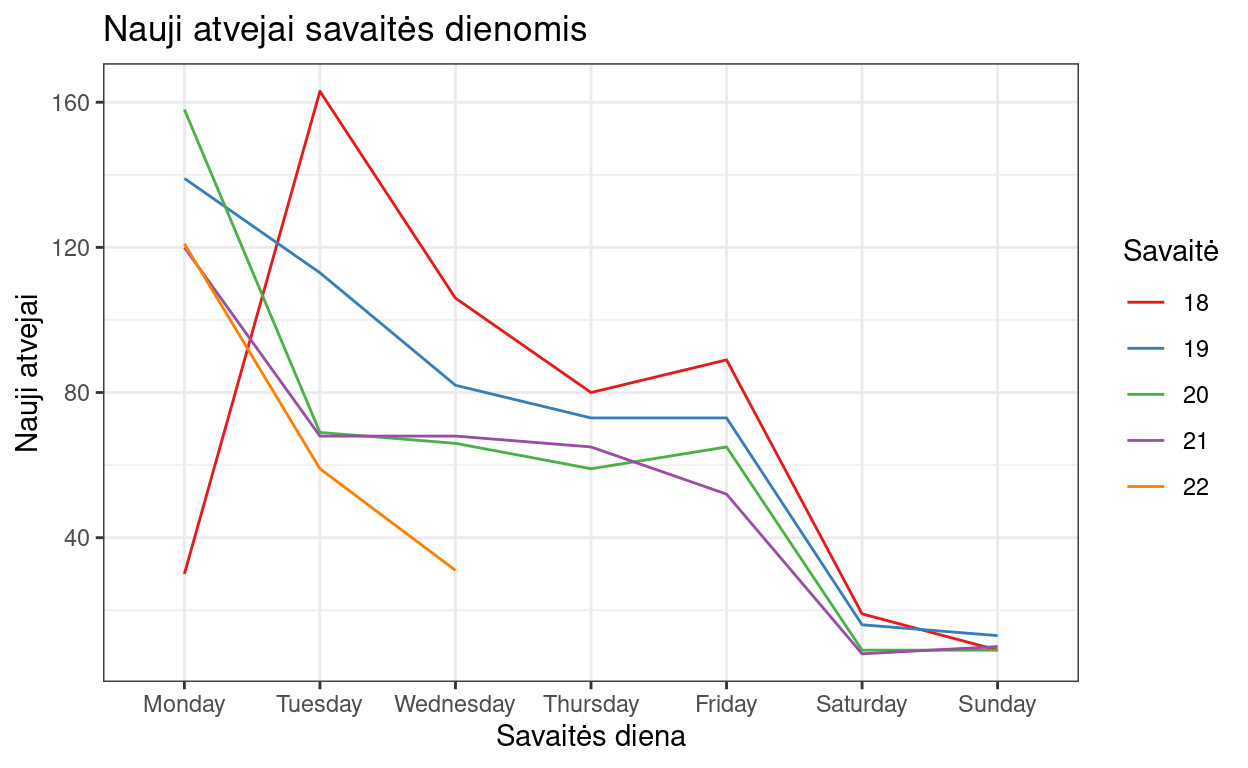 Nauji atvejai savaitės dienomis
Nauji atvejai
160
120
80
40
Monday Tuesday Wednesday Thursday Friday Saturday Sunday
Savaitės diena
Savaitė
18
19
20
21
22